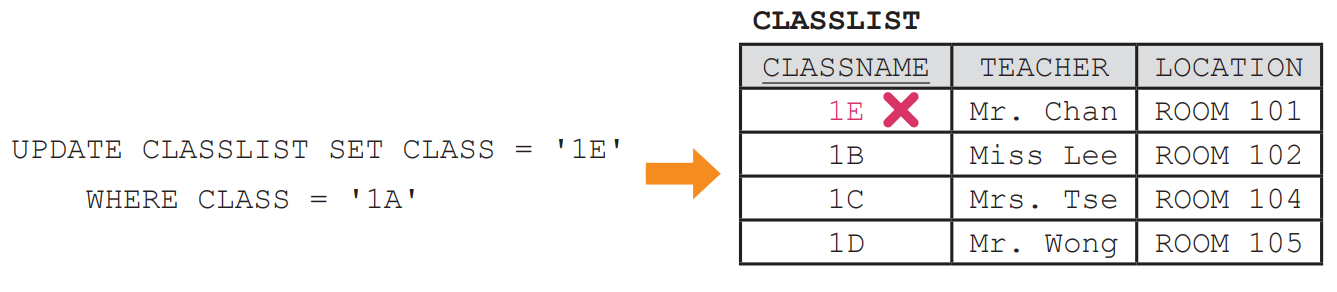 CLASSLIST
CLASSNAME TEACHER LOCATION
1E Mr. Chan ROOM 101
1B Miss Lee ROOM 102
1C Mrs. Tse ROOM 104
1D Mr. Wong ROOM 105
UPDATE CLASSLIST SET CLASS = '1E'
WHERE CLASS = '1A'